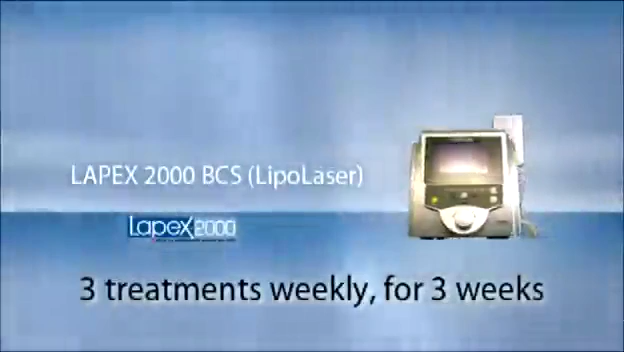 LAPEX 2000 BCS (LipoLaser)
Lapex2000
3 treatments weekly, for 3 weeks